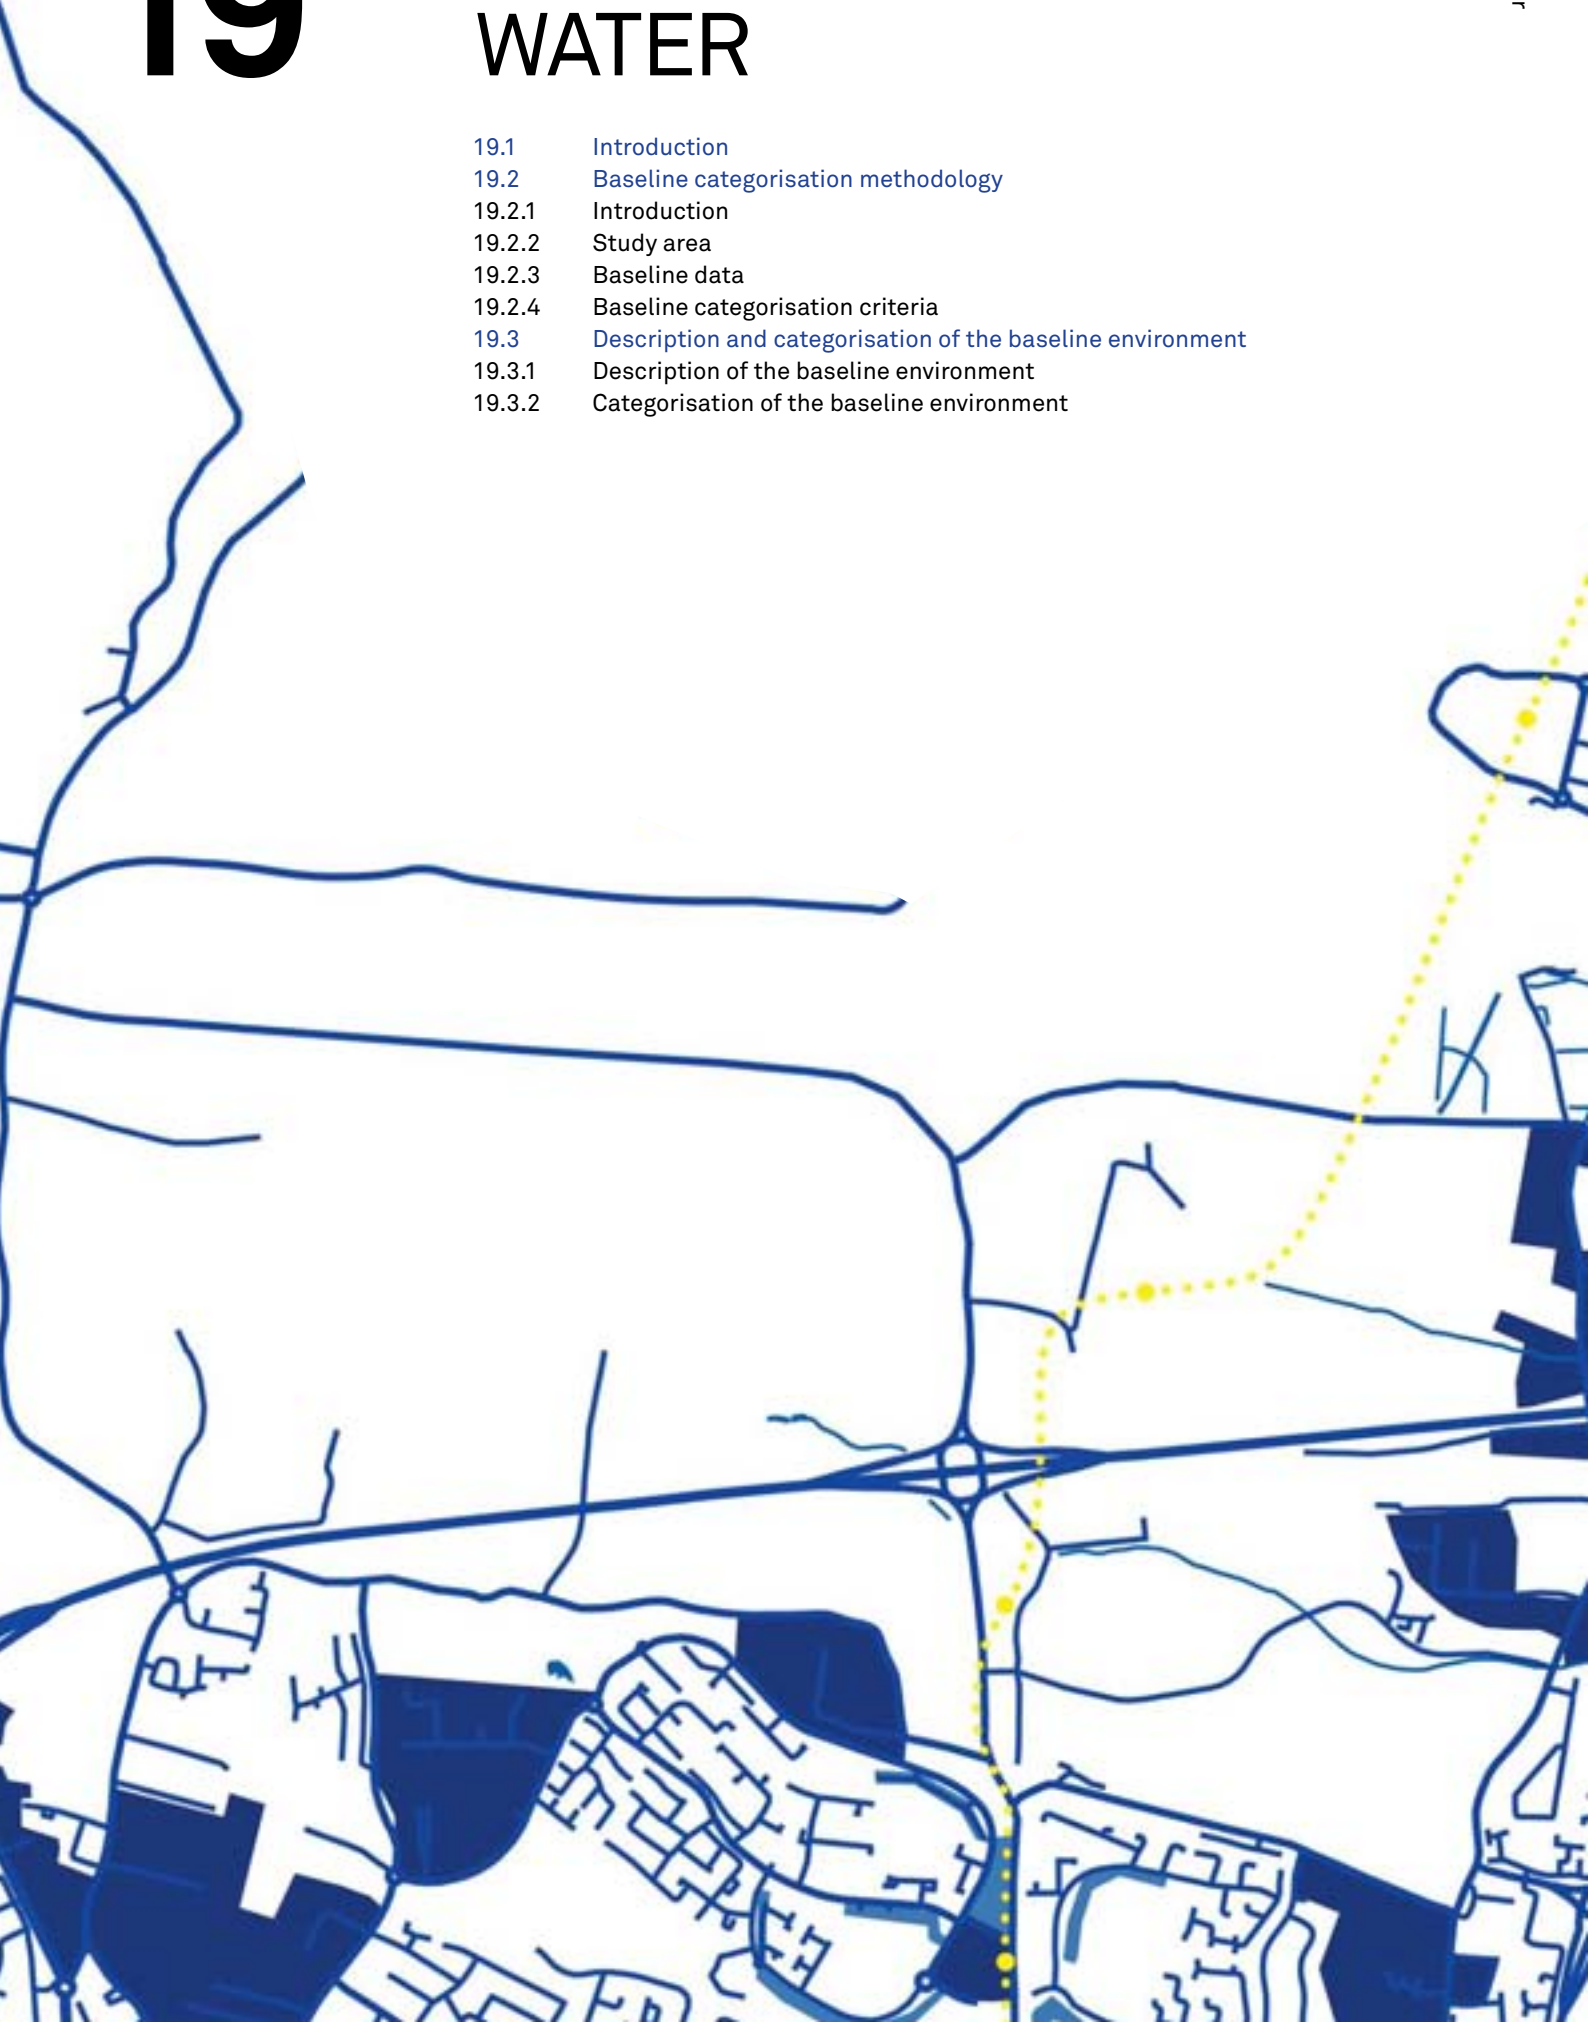 19 WATER
19.1 Introduction
19.2 Baseline categorisation methodology
19.2.1 Introduction
19.2.2 Study area
19.2.3 Baseline data
19.2.4 Baseline categorisation criteria
19.3 Description and categorisation of the baseline environment
19.3.1 Description of the baseline environment
19.3.2 Categorisation of the baseline environment